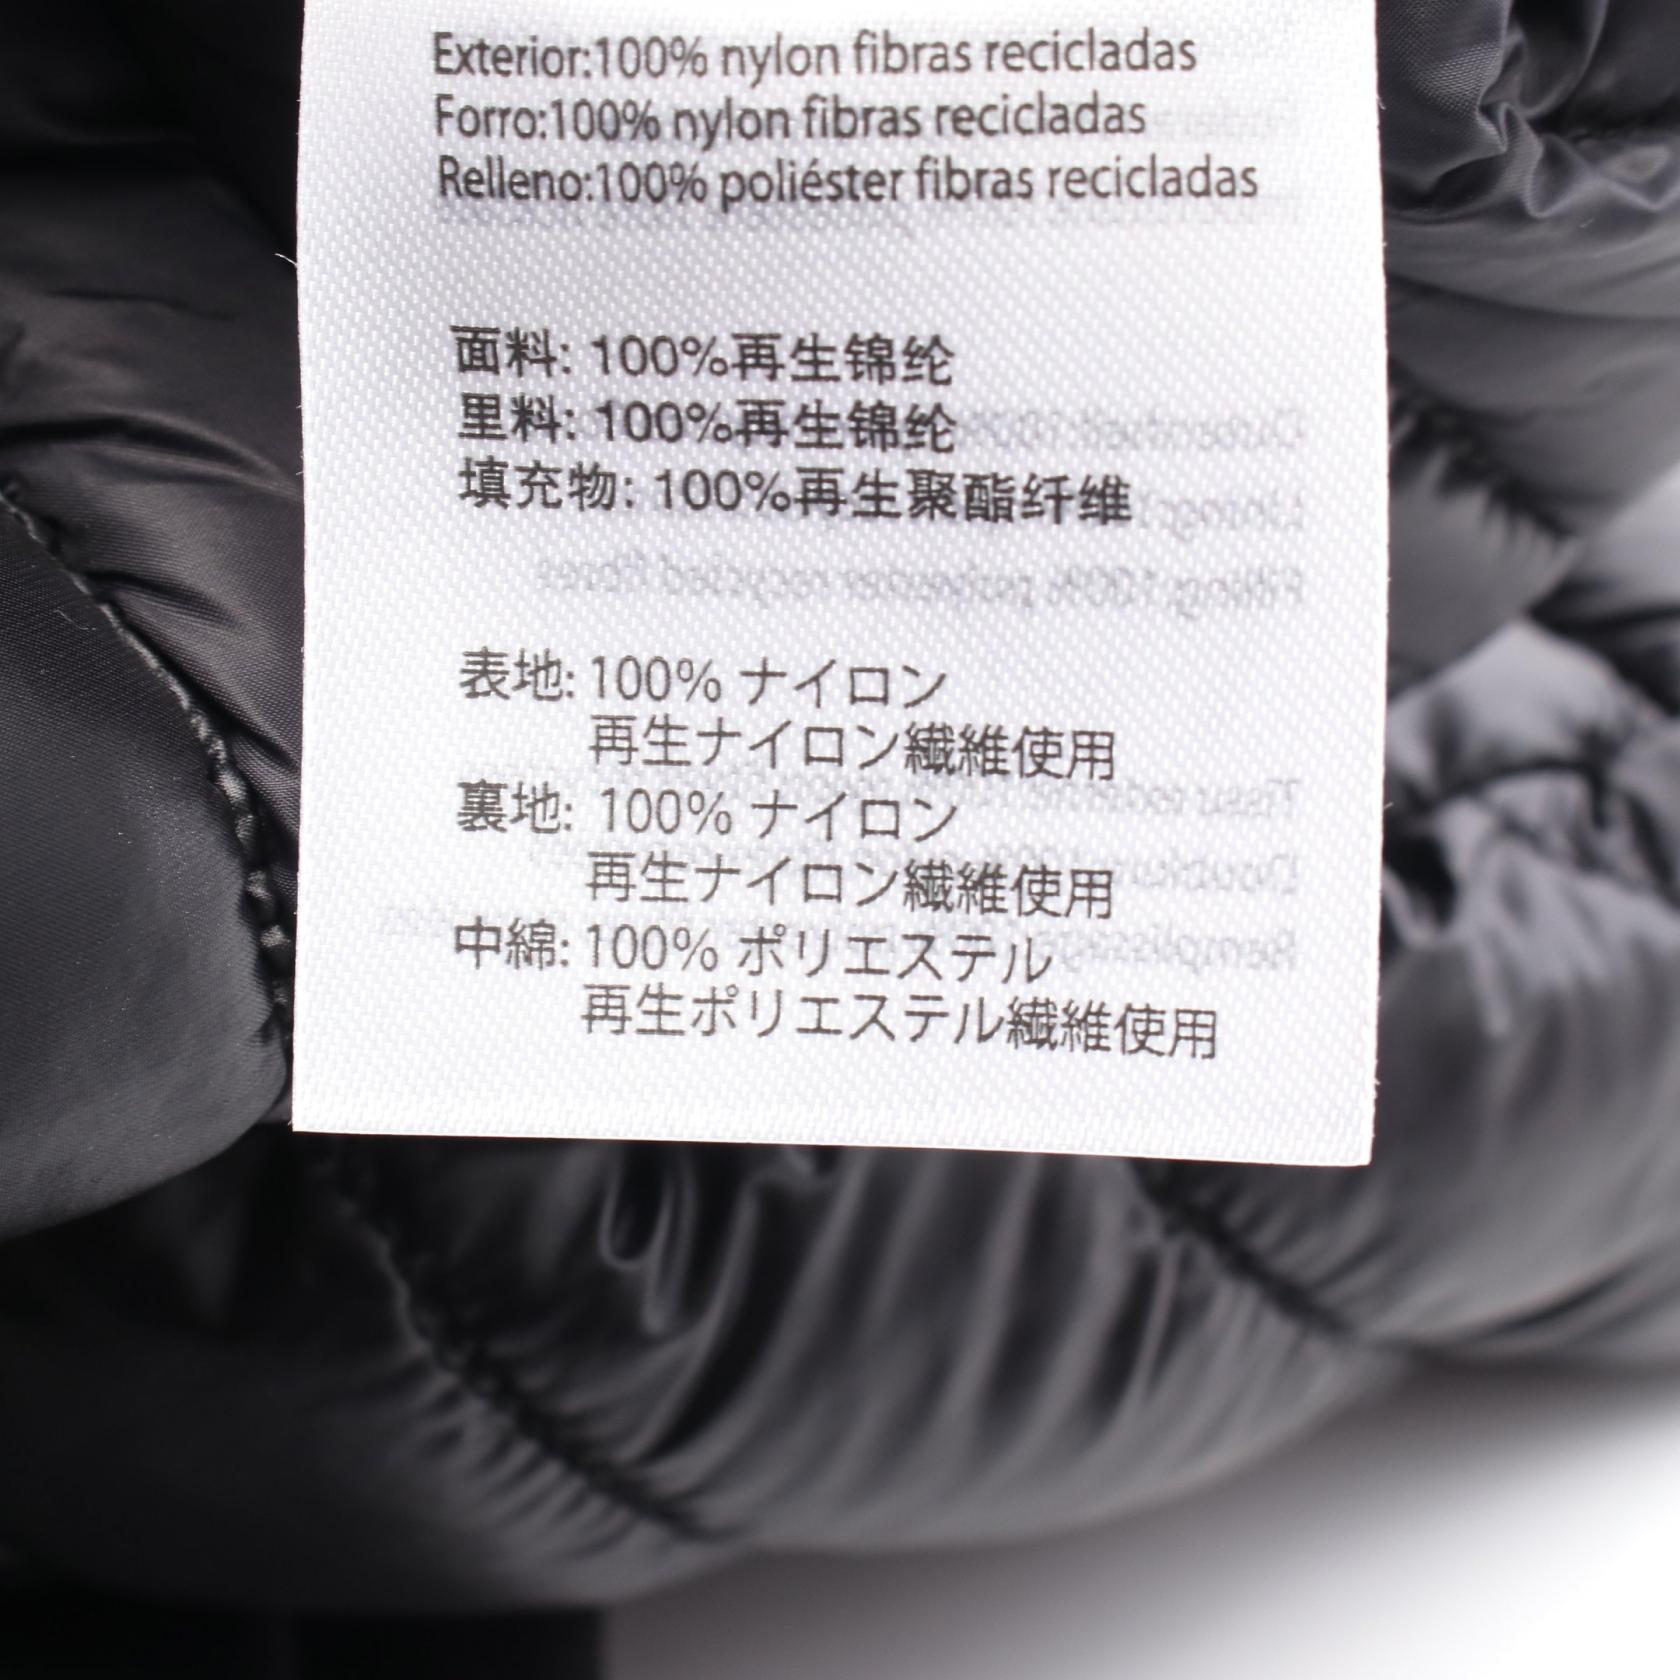 Exterior:100% nylon fibras recicladas
Forro:100% nylon fibras recicladas
Relleno:100% poliéster fibras recicladas
面料: 100%再生锦纶
里料: 100%再生锦纶
填充物: 100%再生聚酯纤维
表地: 100% ナイロン
再生ナイロン繊維使用
裏地: 100% ナイロン
再生ナイロン繊維使用
中綿: 100% ポリエステル
再生ポリエステル繊維使用